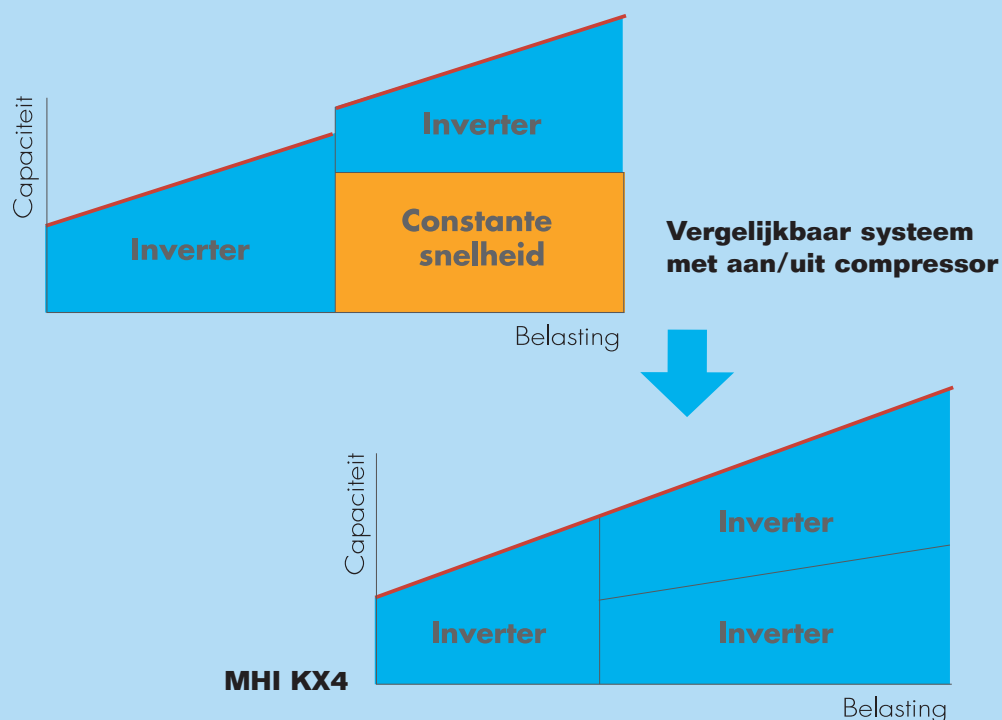 Capaciteit
Inverter
Inverter
Constante
snelheid
Belasting
Vergelijkbaar systeem
met aan/uit compressor
Capaciteit
Inverter
Inverter
Inverter
MHI KX4
Belasting